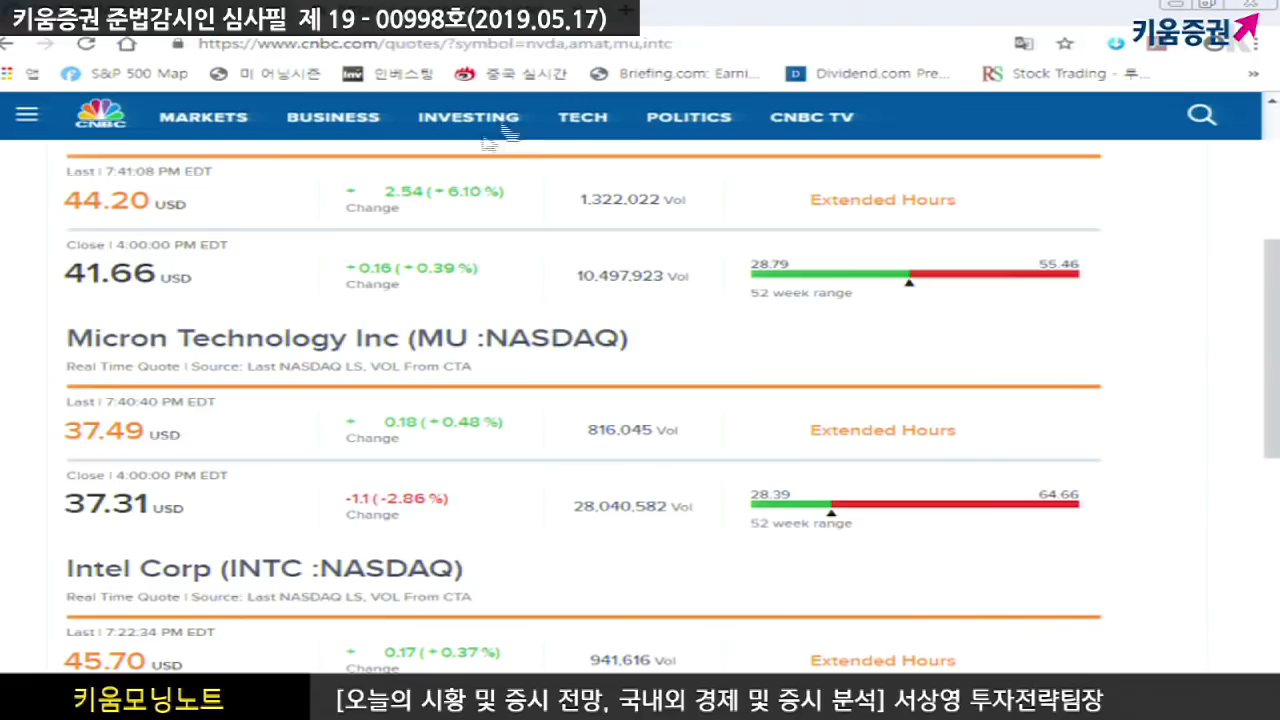 키움증권 준법감시인 심사필 제 19 - 00998호(2019.05.17)
키움증권
https://www.cnbc.com/quotes/?symbol=nvda,amat,mu,intc
앱 S&P 500 Map 미 어닝시즌 Inv 인베스팅 중국 실시간 Briefing.com: Earni... D Dividend.com Pre... RS Stock Trading - 투... »
CNBC MARKETS BUSINESS INVESTING TECH POLITICS CNBC TV
Last | 7:41:08 PM EDT
44.20 USD
+ 2.54 ( + 6.10 %)
Change
1,322,022 Vol
Extended Hours
Close | 4:00:00 PM EDT
41.66 USD
+ 0.16 ( + 0.39 %)
Change
10,497,923 Vol
28.79 55.46
52 week range
Micron Technology Inc (MU :NASDAQ)
Real Time Quote | Source: Last NASDAQ LS, VOL From CTA
Last | 7:40:40 PM EDT
37.49 USD
+ 0.18 ( + 0.48 %)
Change
816,045 Vol
Extended Hours
Close | 4:00:00 PM EDT
37.31 USD
-1.1 ( -2.86 %)
Change
28,040,582 Vol
28.39 64.66
52 week range
Intel Corp (INTC :NASDAQ)
Real Time Quote | Source: Last NASDAQ LS, VOL From CTA
Last | 7:22:34 PM EDT
45.70 USD
+ 0.17 ( + 0.37 %)
Change
941,616 Vol
Extended Hours
키움모닝노트
[오늘의 시황 및 증시 전망, 국내외 경제 및 증시 분석] 서상영 투자전략팀장